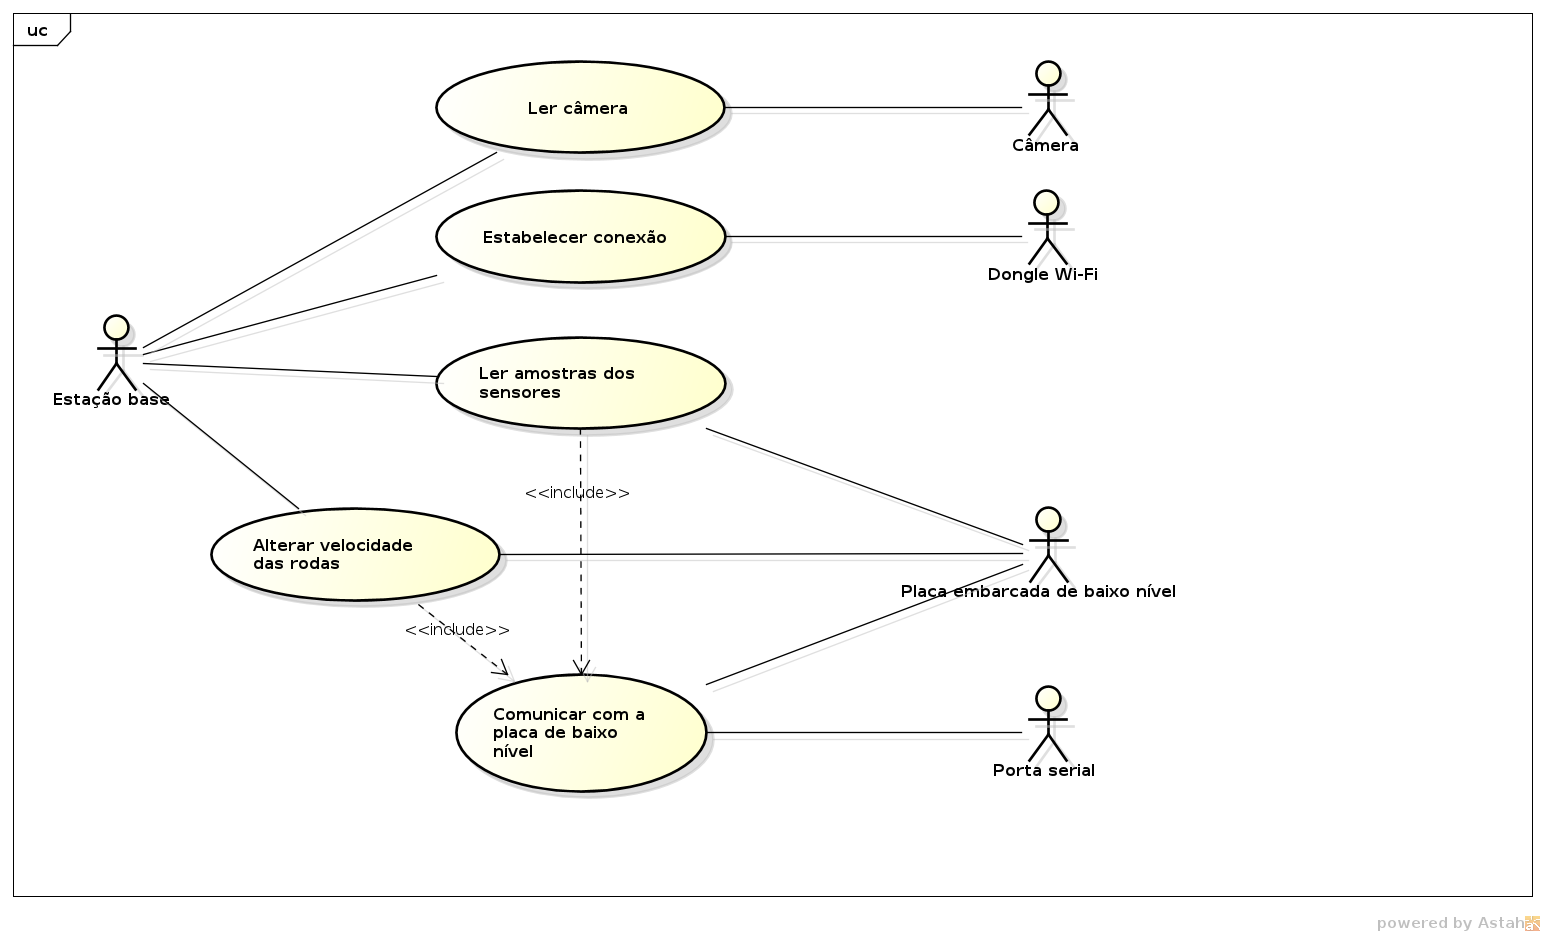 uc
Ler câmera
Câmera
Estabelecer conexão
Dongle Wi-Fi
Estação base
Ler amostras dos
sensores
<<include>>
Alterar velocidade
das rodas
Placa embarcada de baixo nível
<<include>>
Comunicar com a
placa de baixo
nível
Porta serial
powered by Astah